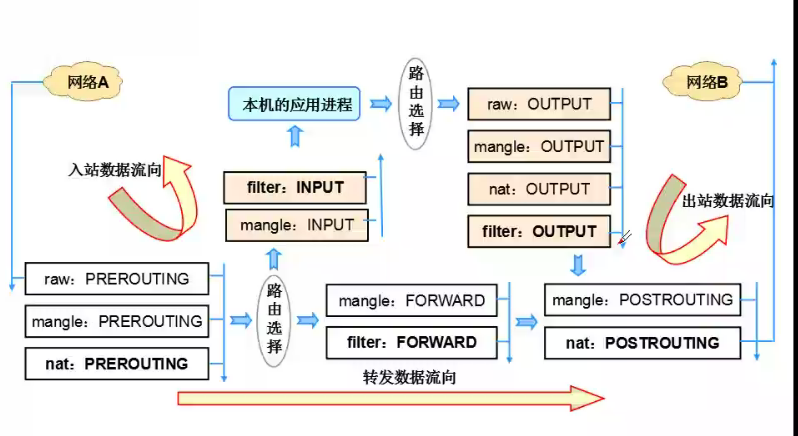 网络A
网络B
本机的应用进程
路由选择
raw：OUTPUT
mangle：OUTPUT
nat：OUTPUT
filter：OUTPUT
入站数据流向
filter：INPUT
mangle：INPUT
出站数据流向
raw：PREROUTING
mangle：PREROUTING
nat：PREROUTING
路由选择
mangle：FORWARD
filter：FORWARD
mangle：POSTROUTING
nat：POSTROUTING
转发数据流向